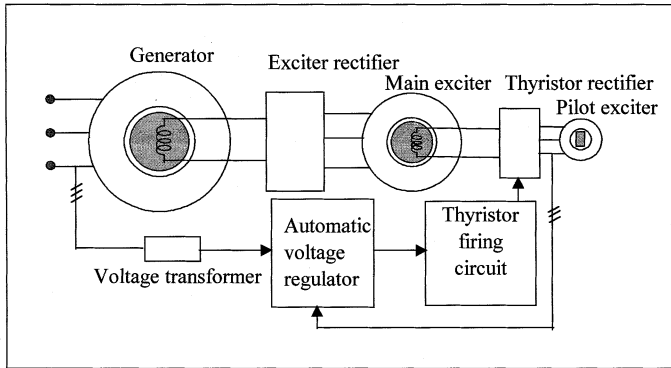 Generator
Exciter rectifier
Main exciter
Thyristor rectifier
Pilot exciter
Voltage transformer
Automatic
voltage
regulator
Thyristor
firing
circuit